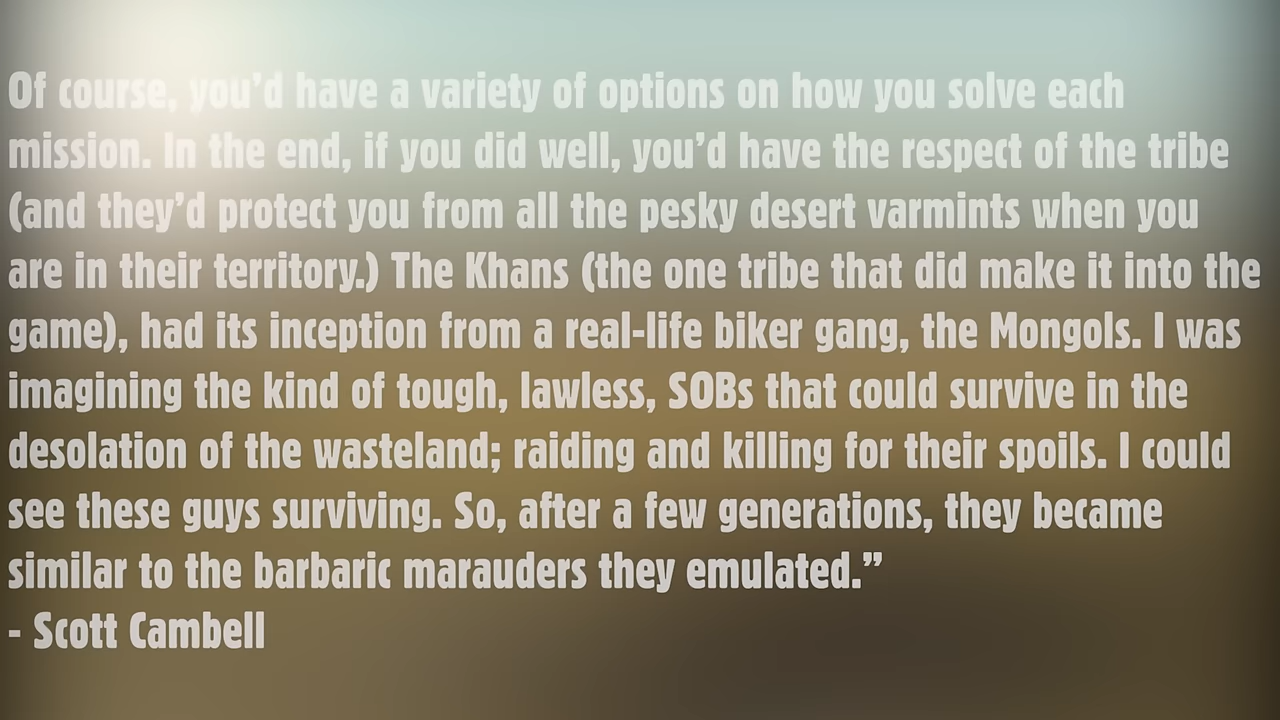 Of course, you’d have a variety of options on how you solve each
mission. In the end, if you did well, you’d have the respect of the tribe
(and they’d protect you from all the pesky desert varmints when you
are in their territory.) The Khans (the one tribe that did make it into the
game), had its inception from a real-life biker gang, the Mongols. I was
imagining the kind of tough, lawless, SOBs that could survive in the
desolation of the wasteland; raiding and killing for their spoils. I could
see these guys surviving. So, after a few generations, they became
similar to the barbaric marauders they emulated.”
- Scott Cambell